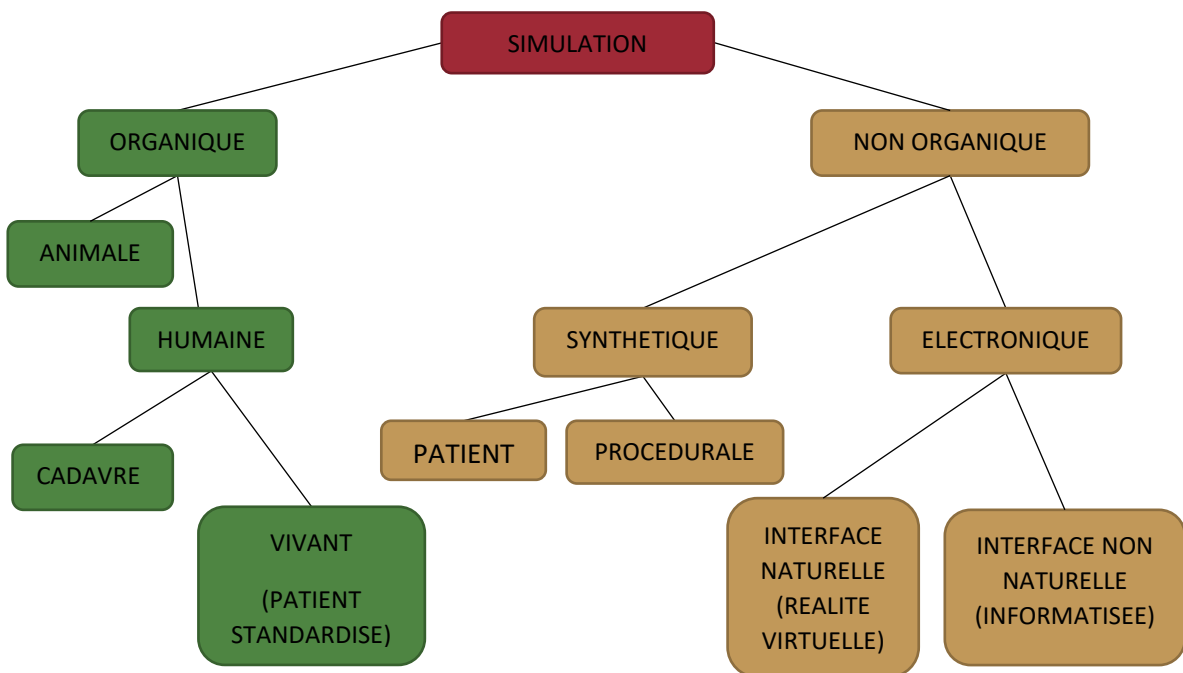 SIMULATION
ORGANIQUE
NON ORGANIQUE
ANIMALE
HUMAINE
SYNTHETIQUE
ELECTRONIQUE
CADAVRE
PATIENT
PROCEDURALE
VIVANT
(PATIENT
STANDARDISE)
INTERFACE
NATURELLE
(REALITE
VIRTUELLE)
INTERFACE NON
NATURELLE
(INFORMATISEE)